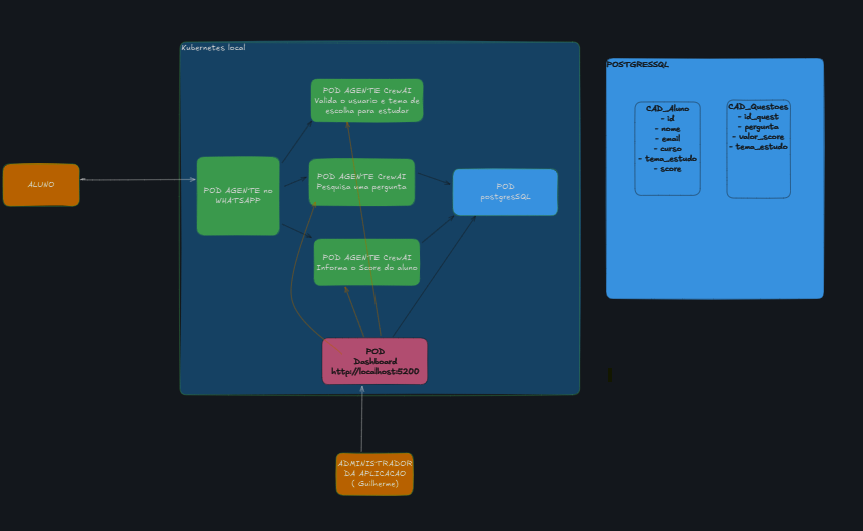 Kubernetes local
POD AGENTE CrewAI
Valida o usuario e tema de
escolha para estudar
ALUNO
POD AGENTE no
WHATSAPP
POD AGENTE CrewAI
Pesquisa uma pergunta
POD
postgresSQL
POD AGENTE CrewAI
Informa o Score do aluno
POD
Dashboard
http://localhost:5200
ADMINISTRADOR
DA APLICACAO
( Guilherme)
POSTGRESSQL
CAD_Aluno
- id
- nome
- email
- curso
- tema_estudo
- score
CAD_Questoes
- id_quest
- pergunta
- valor_score
- tema_estudo